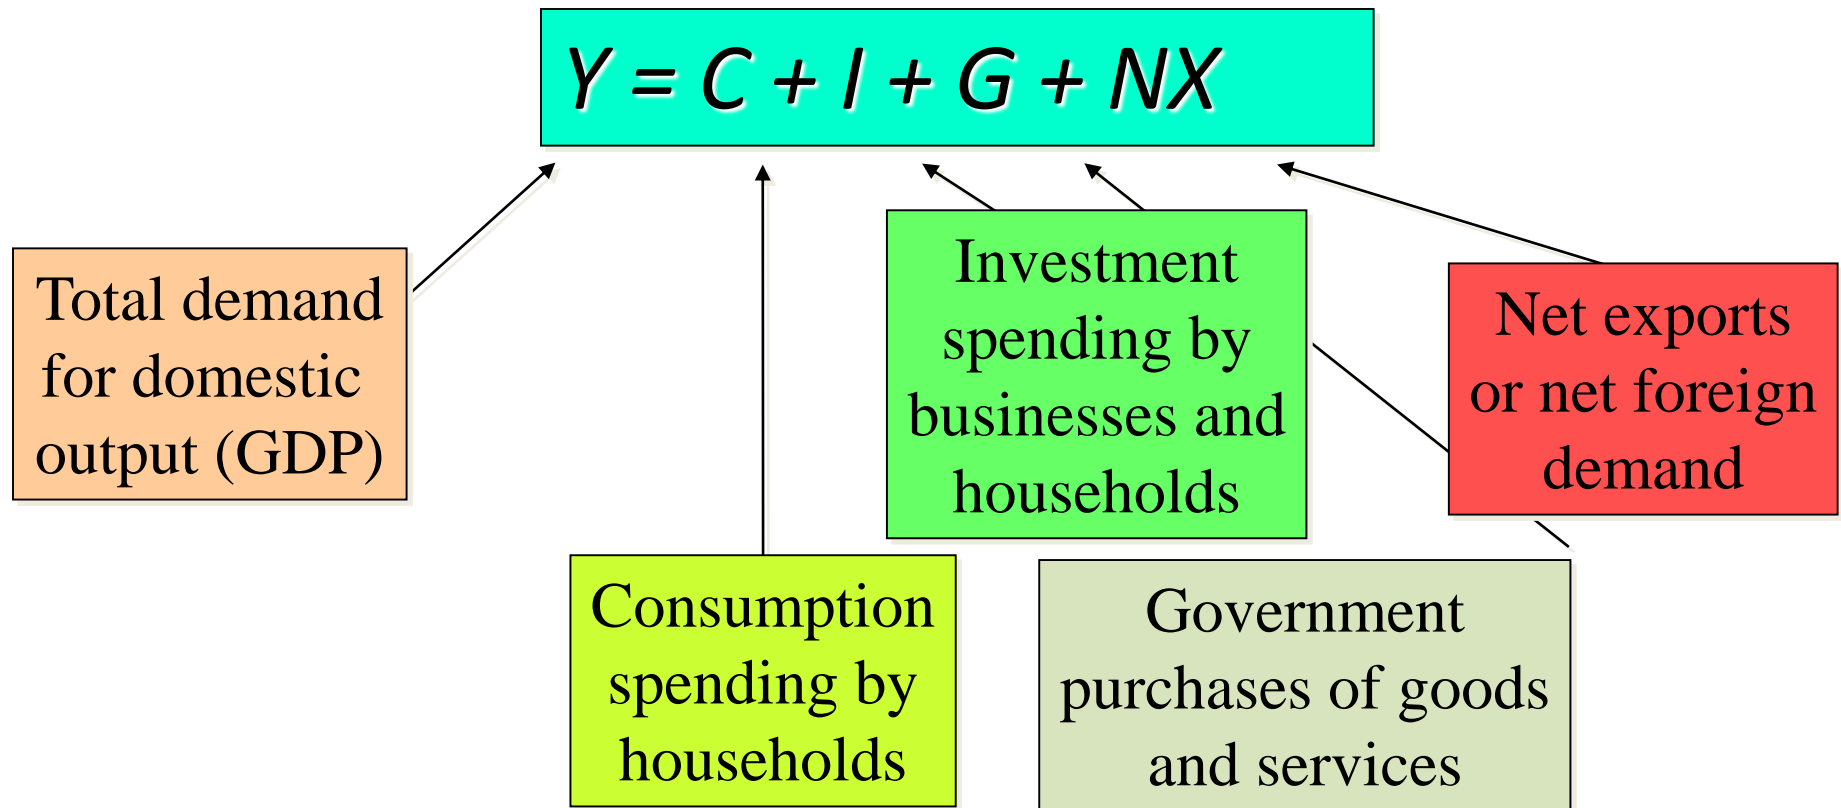 Y = C + I + G + NX
Total demand
for domestic
output (GDP)
Consumption
spending by
households
Investment
spending by
businesses and
households
Government
purchases of goods
and services
Net exports
or net foreign
demand